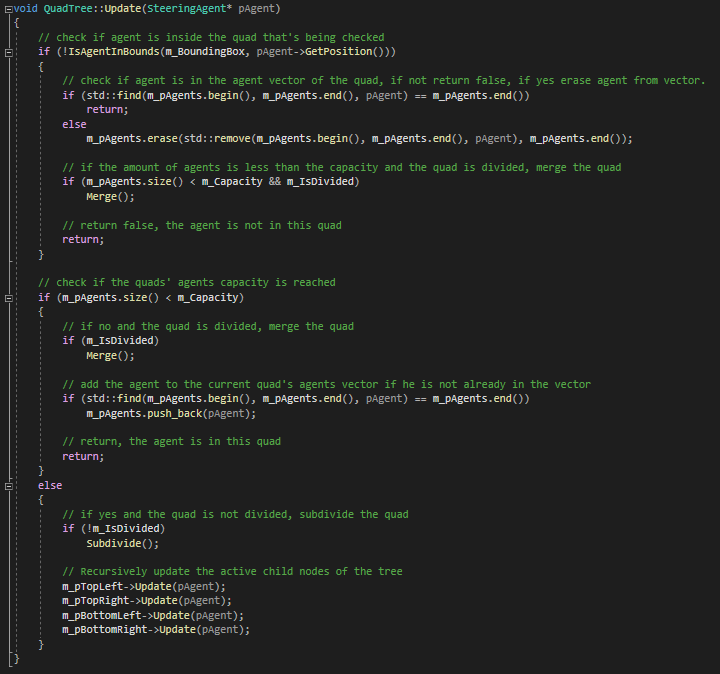 void QuadTree::Update(SteeringAgent* pAgent)
{
    // check if agent is inside the quad that's being checked
    if (!IsAgentInBounds(m_BoundingBox, pAgent->GetPosition()))
    {
        // check if agent is in the agent vector of the quad, if not return false, if yes erase agent from vector.
        if (std::find(m_pAgents.begin(), m_pAgents.end(), pAgent) == m_pAgents.end())
            return;
        else
            m_pAgents.erase(std::remove(m_pAgents.begin(), m_pAgents.end(), pAgent), m_pAgents.end());

        // if the amount of agents is less than the capacity and the quad is divided, merge the quad
        if (m_pAgents.size() < m_Capacity && m_IsDivided)
            Merge();

        // return false, the agent is not in this quad
        return;
    }

    // check if the quads' agents capacity is reached
    if (m_pAgents.size() < m_Capacity)
    {
        // if no and the quad is divided, merge the quad
        if (m_IsDivided)
            Merge();

        // add the agent to the current quad's agents vector if he is not already in the vector
        if (std::find(m_pAgents.begin(), m_pAgents.end(), pAgent) == m_pAgents.end())
            m_pAgents.push_back(pAgent);

        // return, the agent is in this quad
        return;
    }
    else
    {
        // if yes and the quad is not divided, subdivide the quad
        if (!m_IsDivided)
            Subdivide();

        // Recursively update the active child nodes of the tree
        m_pTopLeft->Update(pAgent);
        m_pTopRight->Update(pAgent);
        m_pBottomLeft->Update(pAgent);
        m_pBottomRight->Update(pAgent);
    }
}